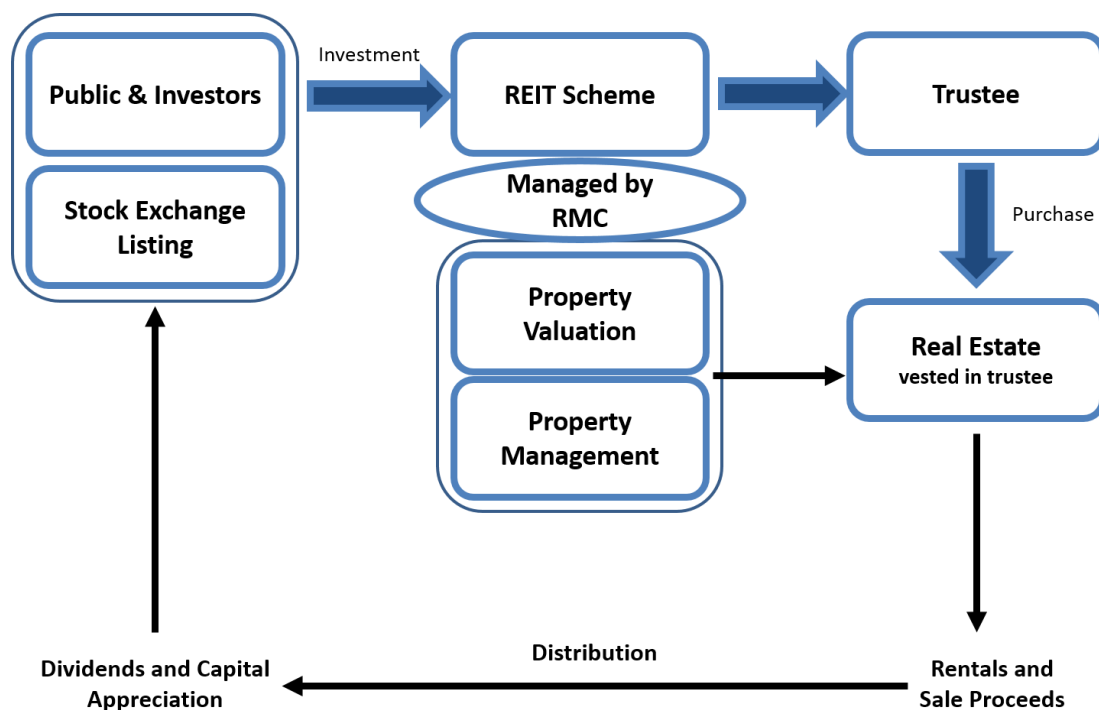 Public & Investors
Investment
REIT Scheme
Trustee
Stock Exchange
Listing
Managed by
RMC
Purchase
Property
Valuation
Real Estate
vested in trustee
Property
Management
Distribution
Dividends and Capital
Appreciation
Rentals and
Sale Proceeds